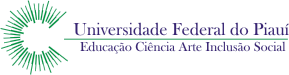 Universidade Federal do Piauí
Educação Ciência Arte Inclusão Social